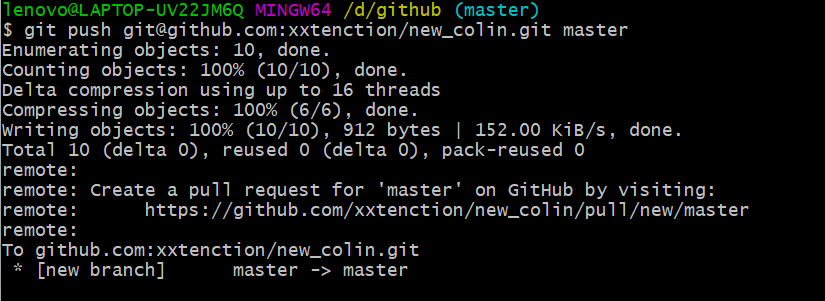 lenovo@LAPTOP-UV22JM6Q MINGW64 /d/github (master)
$ git push git@github.com:xxtenction/new_colin.git master
Enumerating objects: 10, done.
Counting objects: 100% (10/10), done.
Delta compression using up to 16 threads
Compressing objects: 100% (6/6), done.
Writing objects: 100% (10/10), 912 bytes | 152.00 KiB/s, done.
Total 10 (delta 0), reused 0 (delta 0), pack-reused 0
remote:
remote: Create a pull request for 'master' on GitHub by visiting:
remote:      https://github.com/xxtenction/new_colin/pull/new/master
remote:
To github.com:xxtenction/new_colin.git
 * [new branch]      master -> master